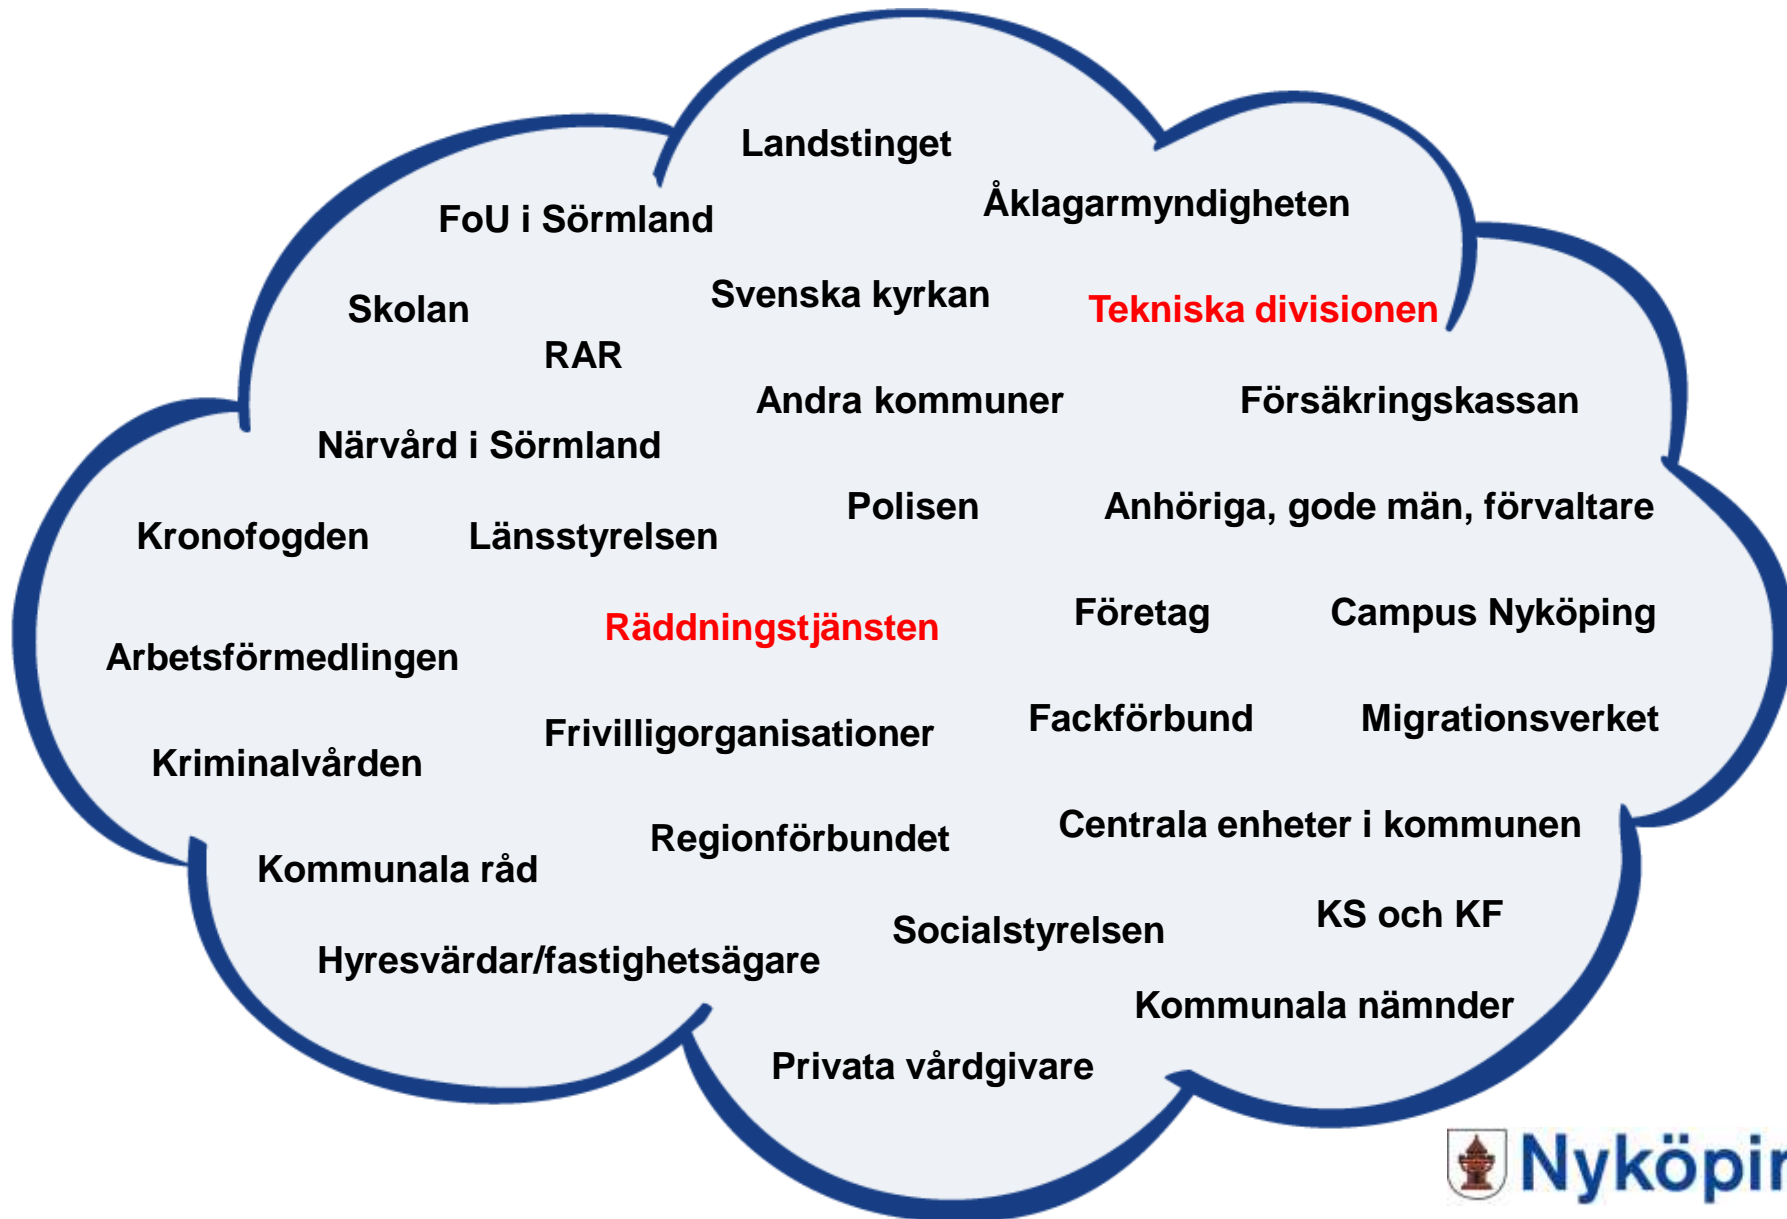 Landstinget
Åklagarmyndigheten
FoU i Sörmland
Svenska kyrkan
Skolan
Tekniska divisionen
RAR
Andra kommuner
Försäkringskassan
Närvård i Sörmland
Polisen
Anhöriga, gode män, förvaltare
Kronofogden
Länsstyrelsen
Företag
Campus Nyköping
Räddningstjänsten
Arbetsförmedlingen
Fackförbund
Migrationsverket
Frivilligorganisationer
Kriminalvården
Centrala enheter i kommunen
Regionförbundet
Kommunala råd
KS och KF
Socialstyrelsen
Hyresvärdar/fastighetsägare
Kommunala nämnder
Privata vårdgivare
Nyköpin